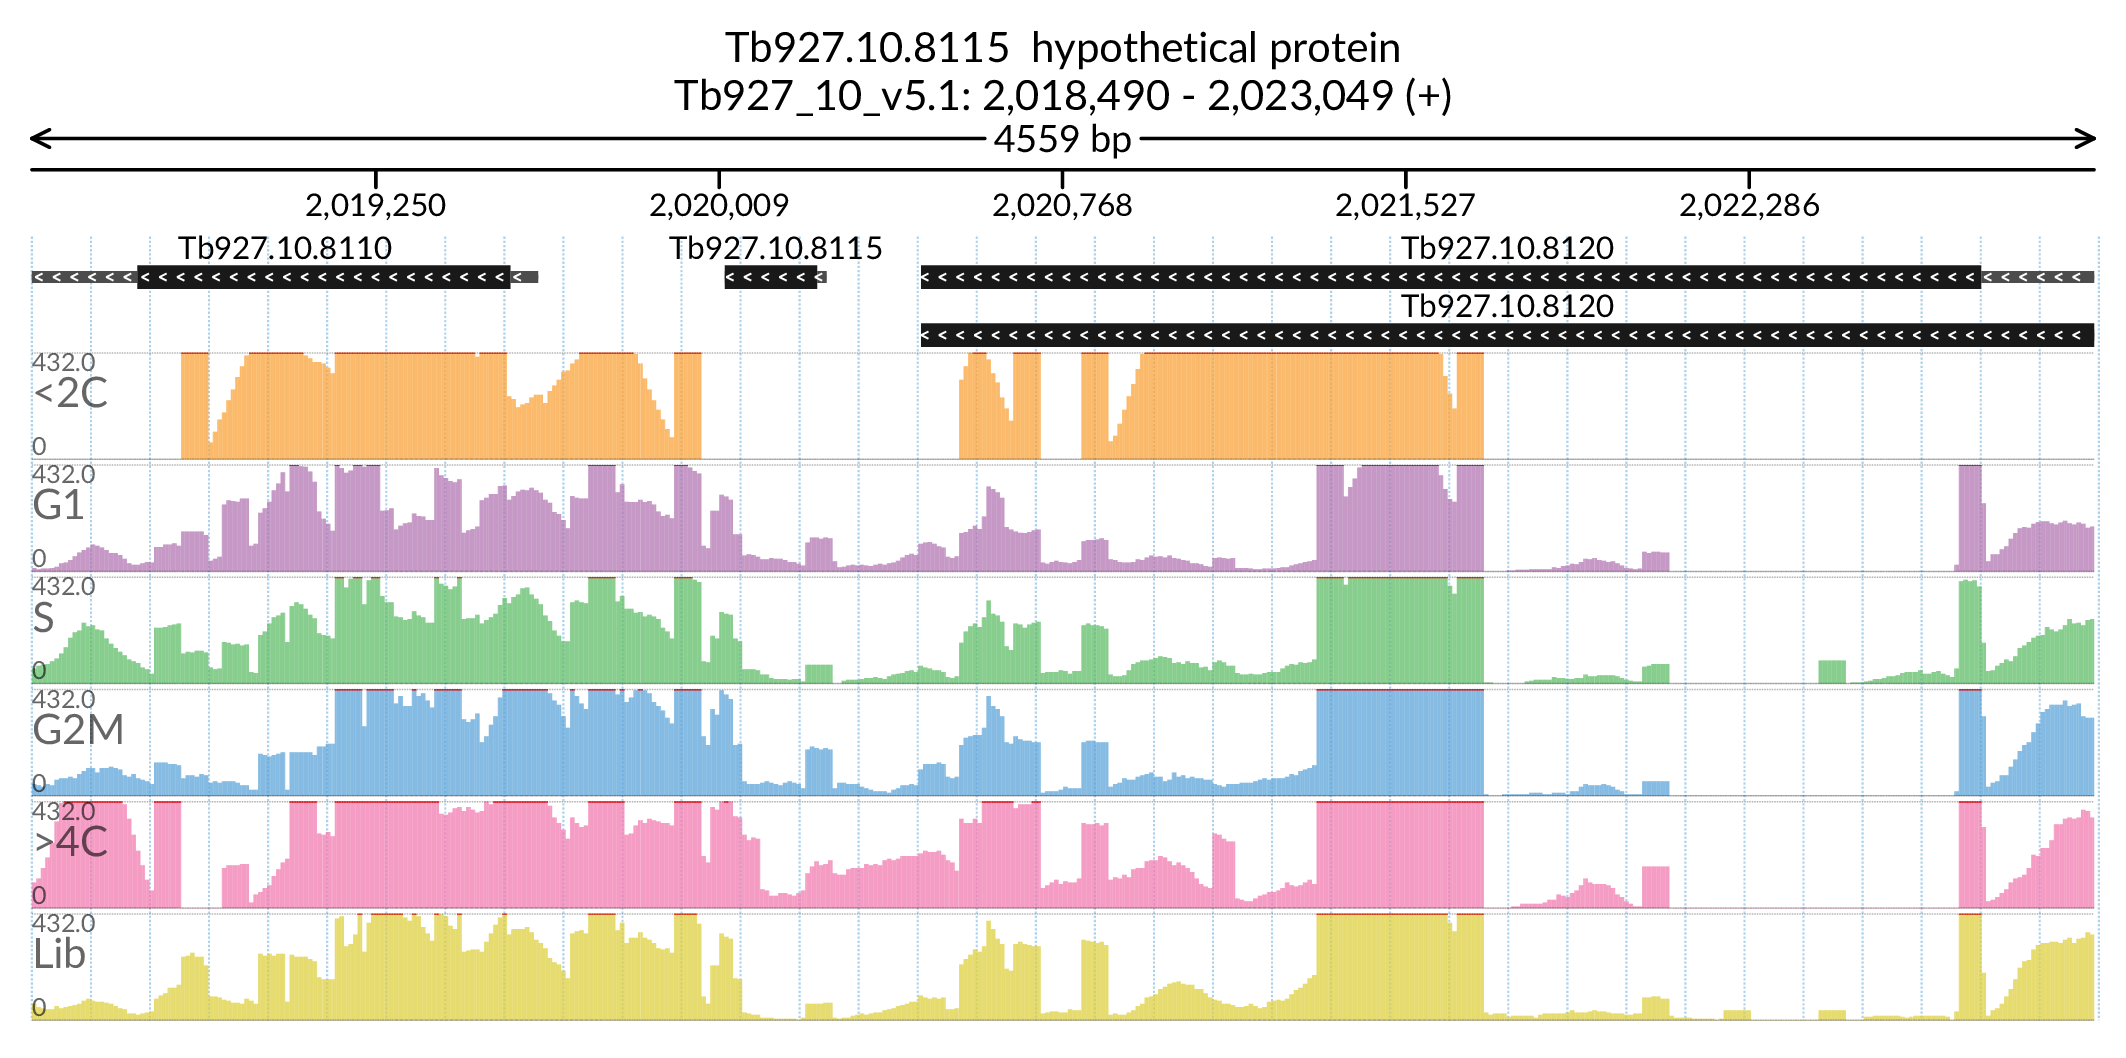 Tb927.10.8115  hypothetical protein
Tb927_10_v5.1: 2,018,490 - 2,023,049 (+)
4559 bp
2,019,250 2,020,009 2,020,768 2,021,527 2,022,286
Tb927.10.8110 Tb927.10.8115 Tb927.10.8120
Tb927.10.8120
432.0
<2C
0
432.0
G1
0
432.0
S
0
432.0
G2M
0
432.0
>4C
0
432.0
Lib
0